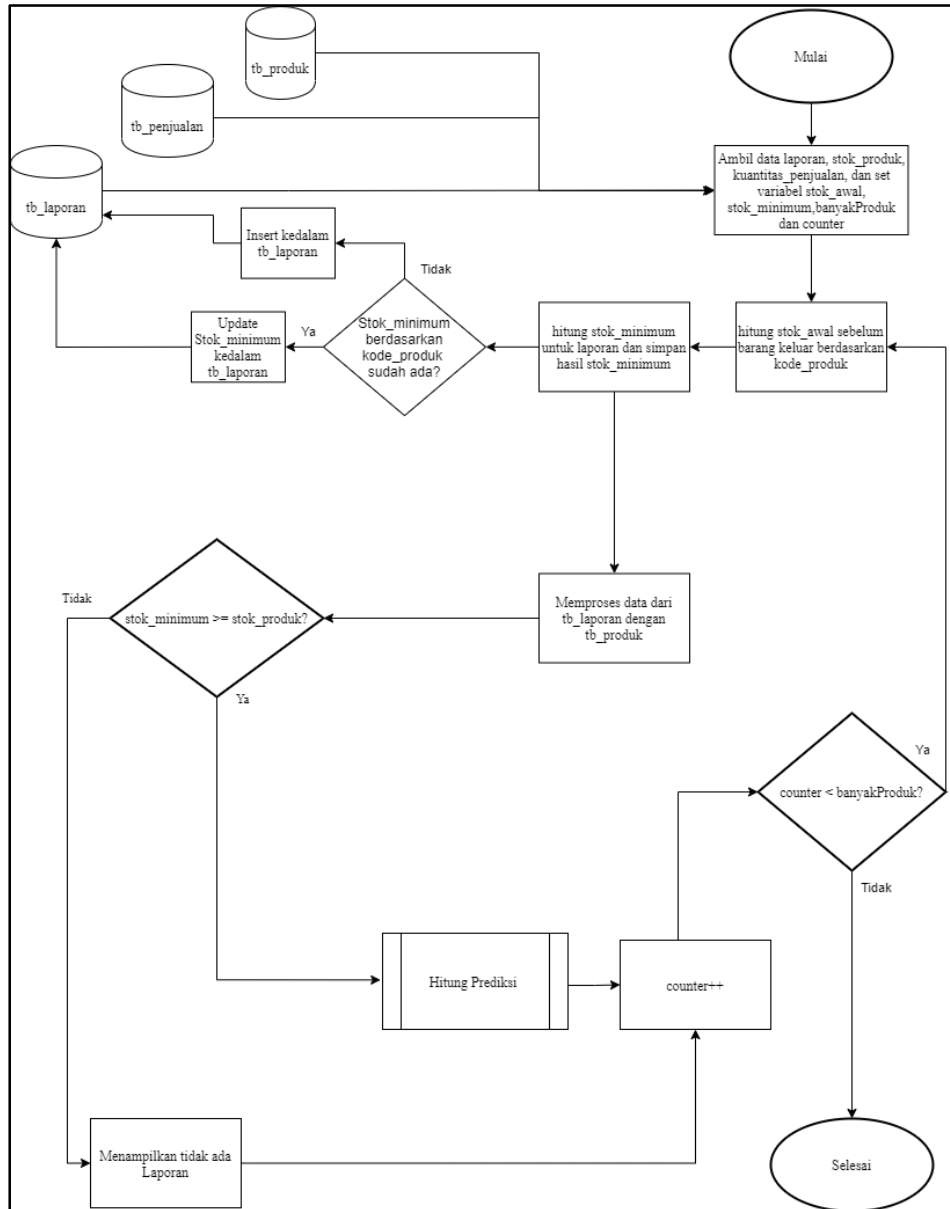 tb_produk
Mulai
tb_penjualan
Ambil data laporan, stok_produk,
kuantitas_penjualan, dan set
variabel stok_awal,
stok_minimum,banyakProduk
dan counter
tb_laporan
Insert kedalam
tb_laporan
Tidak
Update
Stok_minimum
kedalam
tb_laporan
Ya
Stok_minimum
berdasarkan
kode_produk
sudah ada?
hitung stok_minimum
untuk laporan dan simpan
hasil stok_minimum
hitung stok_awal sebelum
barang keluar berdasarkan
kode_produk
Tidak
stok_minimum >= stok_produk?
Memproses data dari
tb_laporan dengan
tb_produk
Ya
Ya
counter < banyakProduk?
Tidak
Hitung Prediksi
counter++
Menampilkan tidak ada
Laporan
Selesai